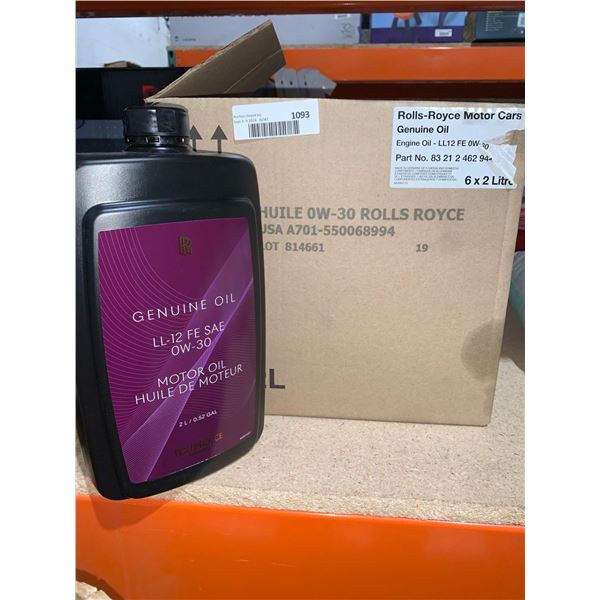 1093
Rolls-Royce Motor Cars
Genuine Oil
Engine Oil - LL12 FE 0W-30
Part No. 83 21 2 462 944
6 x 2 Litre
HUILE 0W-30 ROLLS ROYCE
USA A701-550068994
LOT 814661 19
GENUINE OIL
LL-12 FE SAE
0W-30
MOTOR OIL
HUILE DE MOTEUR
2 L / 0.52 GAL